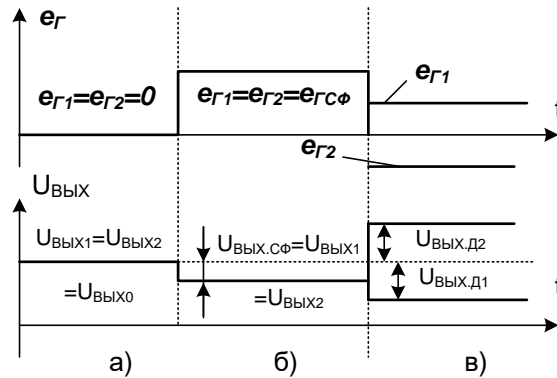 eГ
eГ1=eГ2=0
eГ1=eГ2=eГСФ
eГ1
t
eГ2
UВЫХ
UВЫХ1=UВЫХ2
UВЫХ.СФ=UВЫХ1
UВЫХ.Д2
=UВЫХ0
=UВЫХ2
UВЫХ.Д1
t
а)
б)
в)